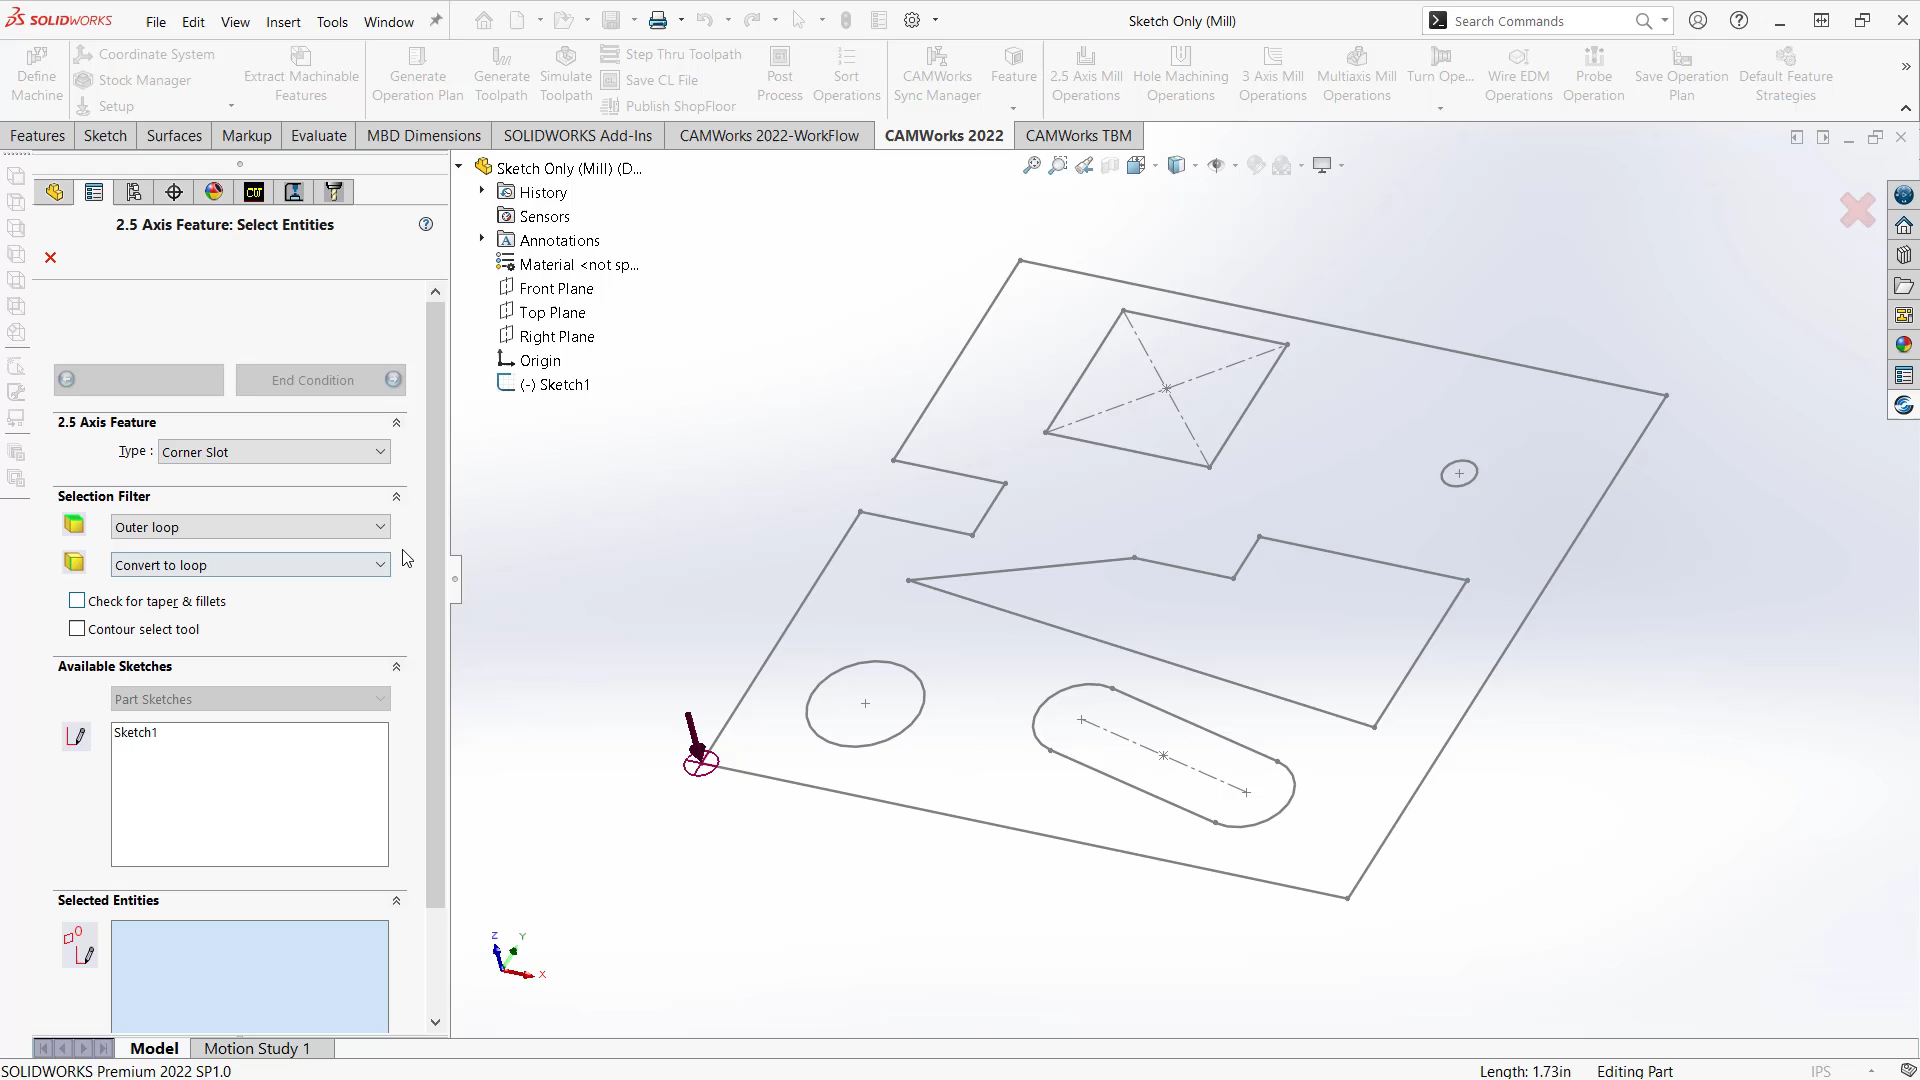 SOLIDWORKS
File Edit View Insert Tools Window
Sketch Only (Mill)
Search Commands
Define Machine
Coordinate System
Stock Manager
Setup
Extract Machinable Features
Generate Operation Plan
Generate Toolpath
Simulate Toolpath
Step Thru Toolpath
Save CL File
Publish ShopFloor
Post Process
Sort Operations
CAMWorks Sync Manager
Feature
2.5 Axis Mill Operations
Hole Machining Operations
3 Axis Mill Operations
Multiaxis Mill Operations
Turn Ope...
Wire EDM Operations
Probe Operation
Save Operation Plan
Default Feature Strategies
Features Sketch Surfaces Markup Evaluate MBD Dimensions SOLIDWORKS Add-Ins CAMWorks 2022-WorkFlow CAMWorks 2022 CAMWorks TBM
2.5 Axis Feature: Select Entities
End Condition
2.5 Axis Feature
Type : Corner Slot
Selection Filter
Outer loop
Convert to loop
Check for taper & fillets
Contour select tool
Available Sketches
Part Sketches
Sketch1
Selected Entities
Sketch Only (Mill) (D...
History
Sensors
Annotations
Material <not sp...
Front Plane
Top Plane
Right Plane
Origin
(-) Sketch1
Z
Y
X
Model Motion Study 1
SOLIDWORKS Premium 2022 SP1.0
Length: 1.73in Editing Part IPS